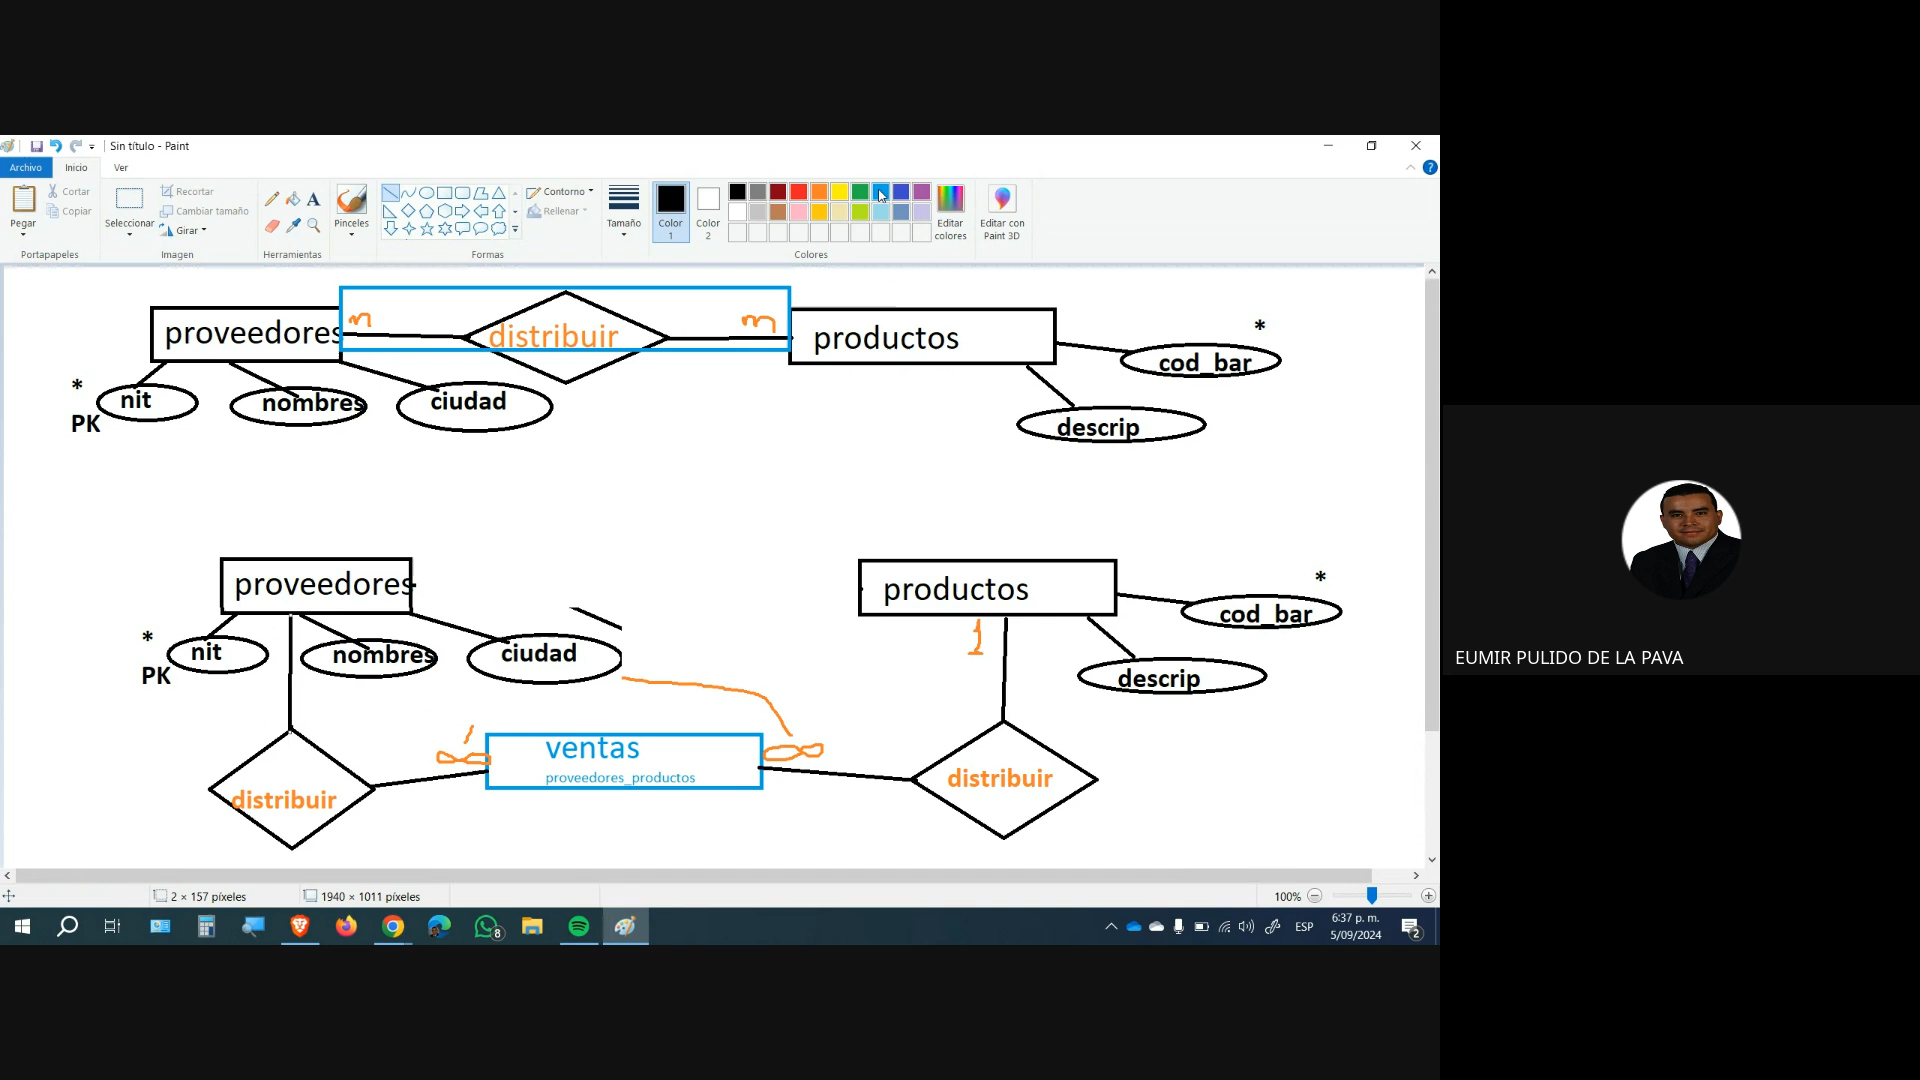 Sin título - Paint
Archivo Inicio Ver
Pegar
Cortar
Copiar
Portapapeles
Seleccionar
Recortar
Cambiar tamaño
Girar
Imagen
A
Herramientas
Pinceles
Formas
Contorno
Rellenar
Tamaño
Color
1
Color
2
Colores
Editar
colores
Editar con
Paint 3D
proveedores n distribuir m productos
*
cod_bar
*
nit nombres ciudad
PK
descrip
proveedores productos
*
cod_bar
*
nit nombres ciudad
PK
1
descrip
distribuir
ventas
proveedores_productos
distribuir
2 × 157 píxeles 1940 × 1011 píxeles 100%
8
ESP
6:37 p. m.
5/09/2024
2
EUMIR PULIDO DE LA PAVA